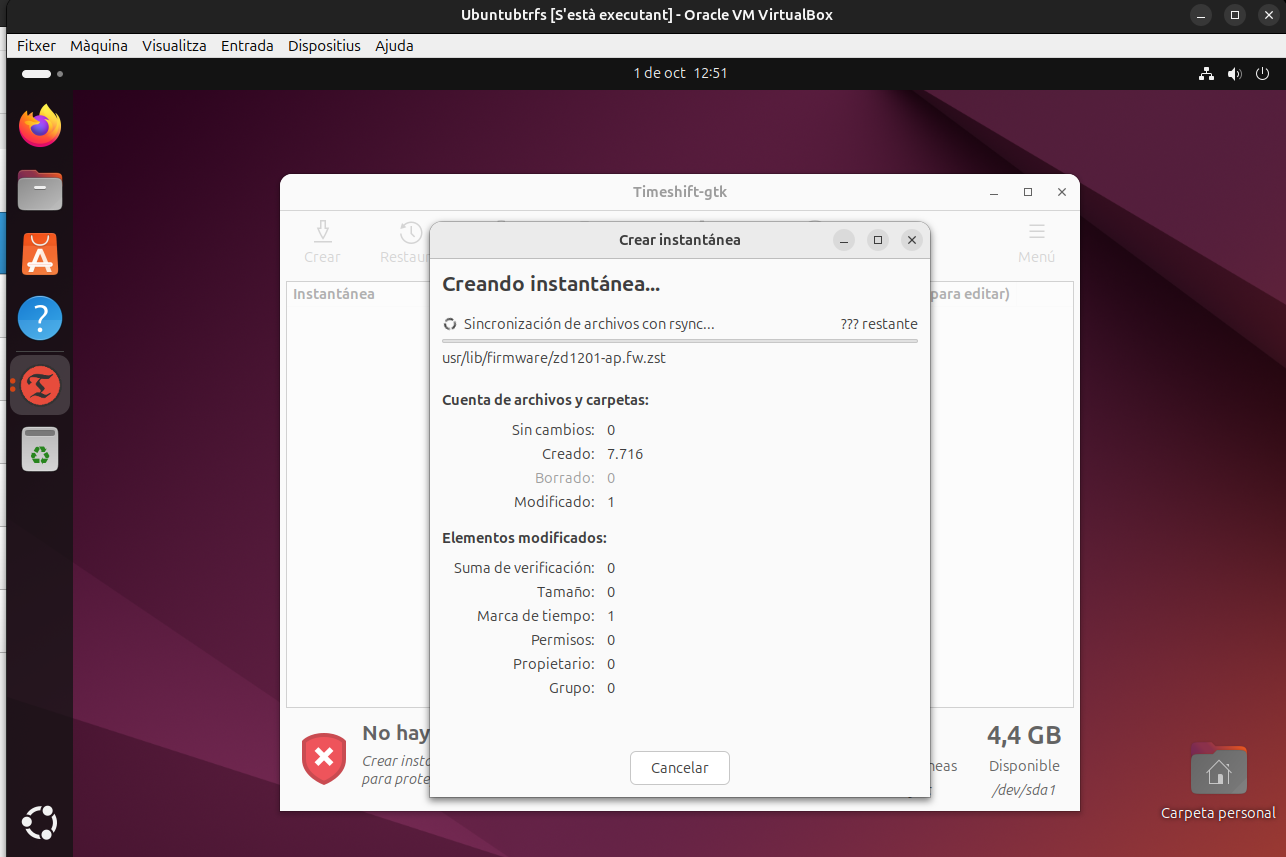 Ubuntubtrfs [S'està executant] - Oracle VM VirtualBox
Fitxer Màquina Visualitza Entrada Dispositius Ajuda
1 de oct 12:51
Timeshift-gtk
Crear
Menú
Instantánea
para editar)
Crear instantánea
Creando instantánea...
Sincronización de archivos con rsync... ??? restante
usr/lib/firmware/zd1201-ap.fw.zst
Cuenta de archivos y carpetas:
Sin cambios: 0
Creado: 7.716
Borrado: 0
Modificado: 1
Elementos modificados:
Suma de verificación: 0
Tamaño: 0
Marca de tiempo: 1
Permisos: 0
Propietario: 0
Grupo: 0
Cancelar
No hay
Crear
para
4,4 GB
Disponible
/dev/sda1
Carpeta personal